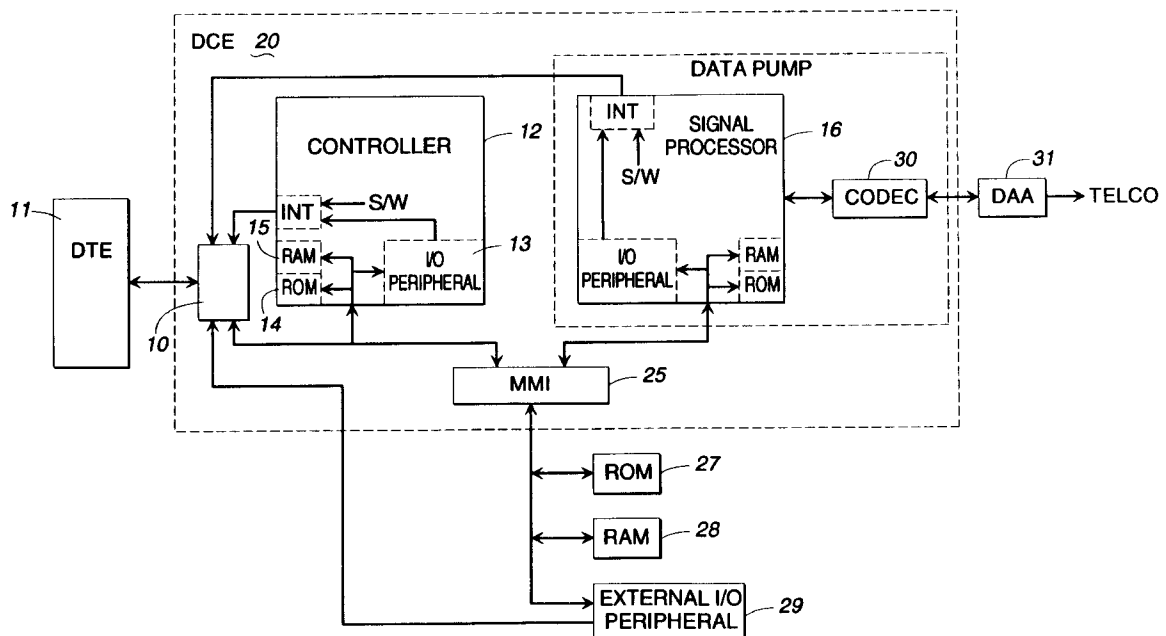 DCE 20
DATA PUMP
INT
SIGNAL
PROCESSOR
16
S/W
CONTROLLER
12
30
CODEC
31
DAA
TELCO
11
DTE
INT
S/W
15
RAM
14
ROM
13
I/O
PERIPHERAL
I/O
PERIPHERAL
RAM
ROM
10
MMI
25
ROM
27
RAM
28
EXTERNAL I/O
PERIPHERAL
29